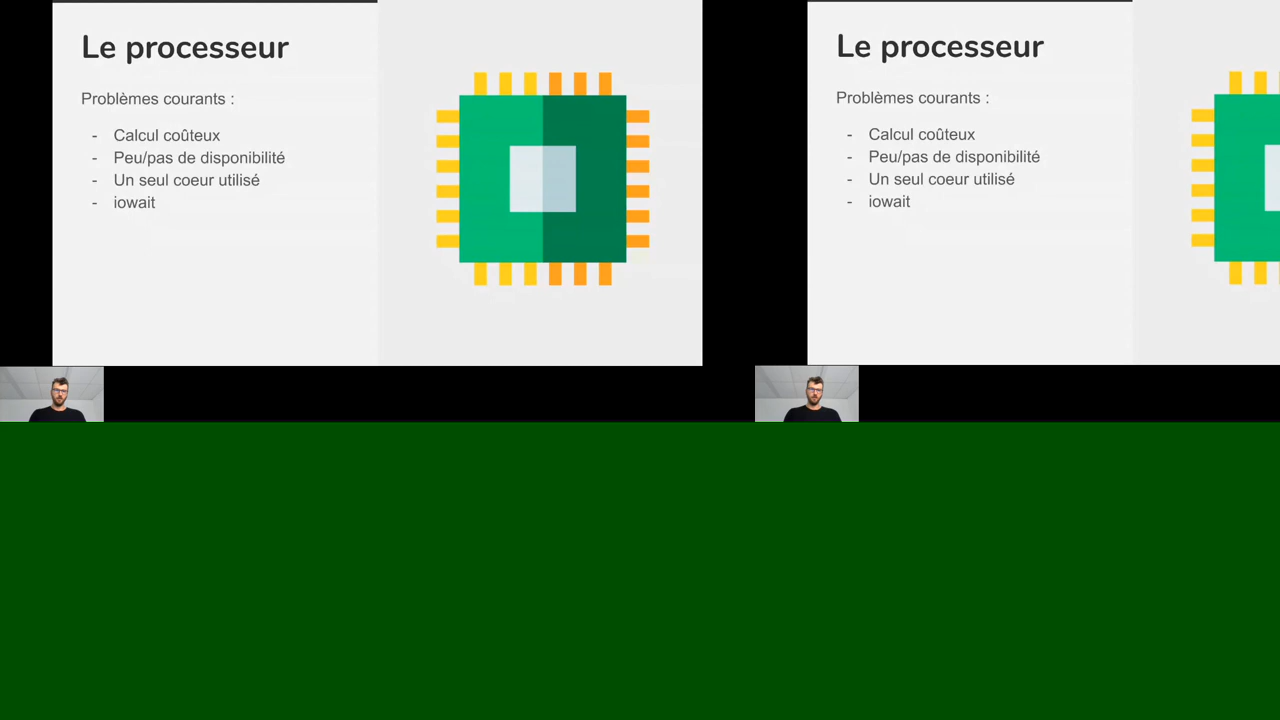 Le processeur
Problèmes courants :
- Calcul coûteux
- Peu/pas de disponibilité
- Un seul coeur utilisé
- iowait
Le processeur
Problèmes courants :
- Calcul coûteux
- Peu/pas de disponibilité
- Un seul coeur utilisé
- iowait